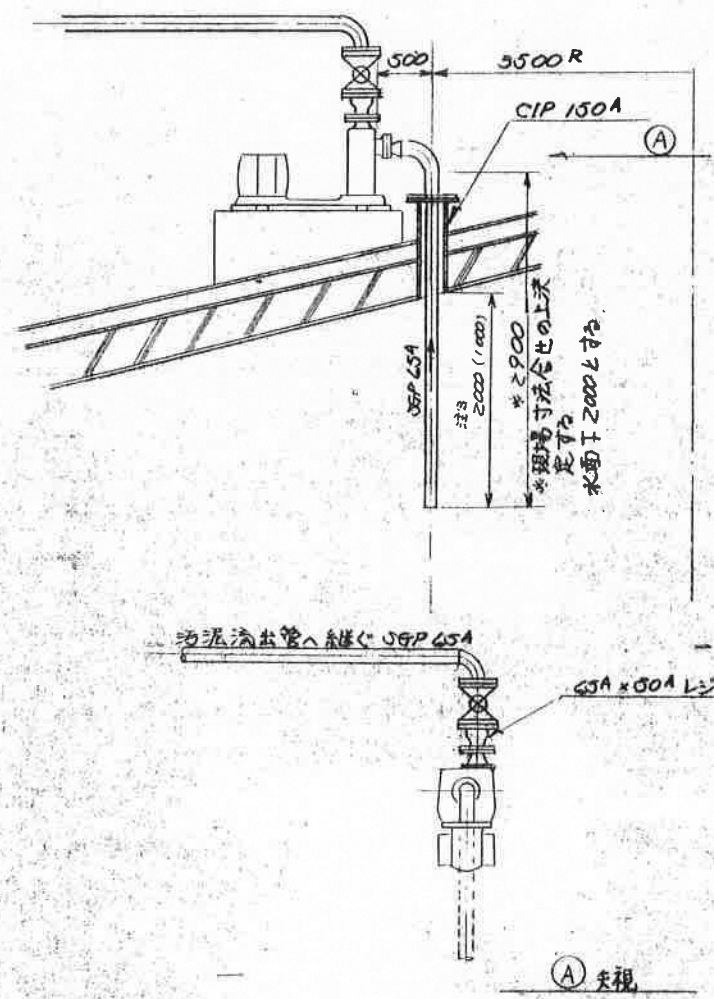 500
3500 R
CIP 150A
A
SGP 65A
注3
2000 (1000)
※2900
※現場寸法合せの上決
定する
水面下2000とする
汚泥流出管へ継ぐ SGP 65A
65A × 50A レジ
A 矢視